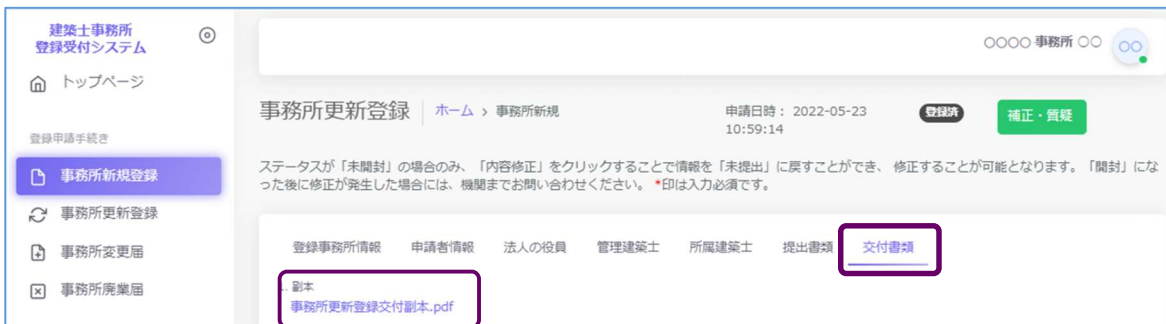 建築士事務所
登録受付システム
トップページ
登録申請手続き
事務所新規登録
事務所更新登録
事務所変更届
事務所廃業届
○○○○ 事務所 ○○
○○
事務所更新登録 ホーム > 事務所新規
申請日時： 2022-05-23
10:59:14
登録済
補正・質疑
ステータスが「未開封」の場合のみ、「内容修正」をクリックすることで情報を「未提出」に戻すことができ、 修正することが可能となります。「開封」にな
った後に修正が発生した場合には、機関までお問い合わせください。 *印は入力必須です。
登録事務所情報 申請者情報 法人の役員 管理建築士 所属建築士 提出書類 交付書類
. 副本
事務所更新登録交付副本.pdf